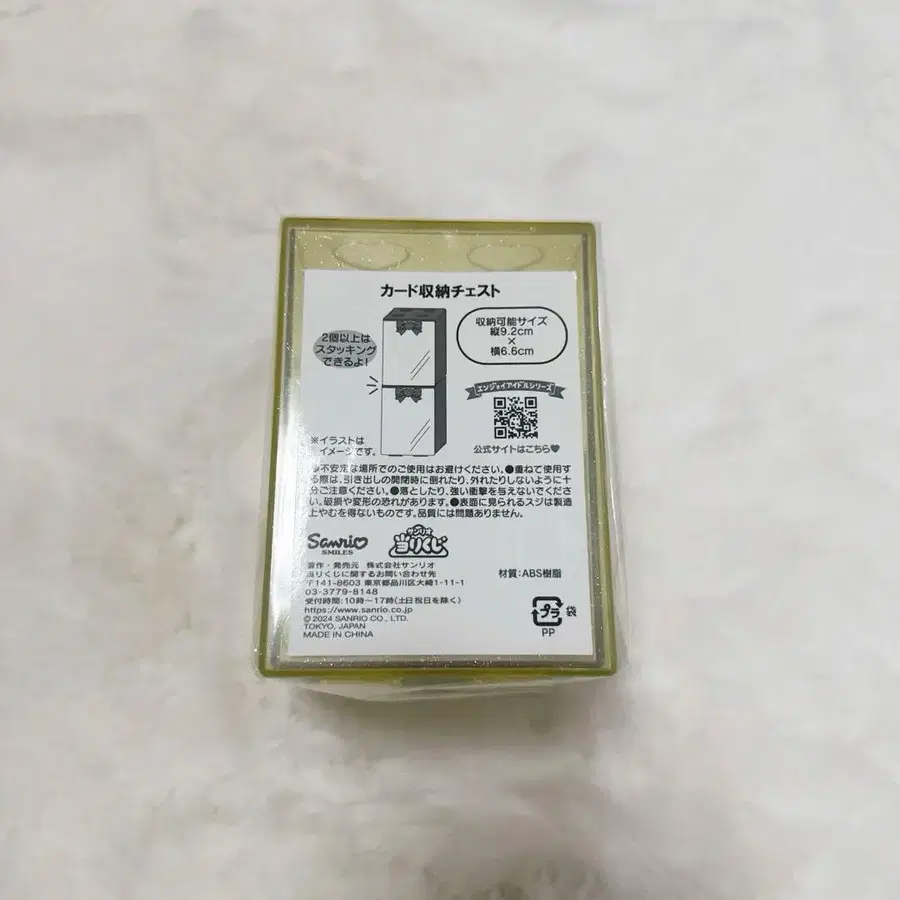 カード収納チェスト
2個以上は
スタッキング
できるよ!
収納可能サイズ
縦9.2cm
×
横6.6cm
エンジョイアイドルシリーズ
公式サイトはこちら♥
※イラストは
イメージです。
●不安定な場所でのご使用はお避けください。●重ねて使用す
る際は、引き出しの開閉時に倒れたり、外れたりしないように十
分ご注意ください。●落としたり、強い衝撃を与えないでくださ
い。破損や変形の恐れがあります。●表面に見られるスジは製造
上やむを得ないものです。品質には問題ありません。
Sanrio
SMILES
サンリオ
当りくじ
著作・発売元 株式会社サンリオ
当りくじに関するお問い合わせ先
〒141-8603 東京都品川区大崎1-11-1
03-3779-8148
受付時間:10時~17時(土日祝日を除く)
https://www.sanrio.co.jp
© 2024 SANRIO CO., LTD.
TOKYO, JAPAN
MADE IN CHINA
材質:ABS樹脂
プラ 袋
PP